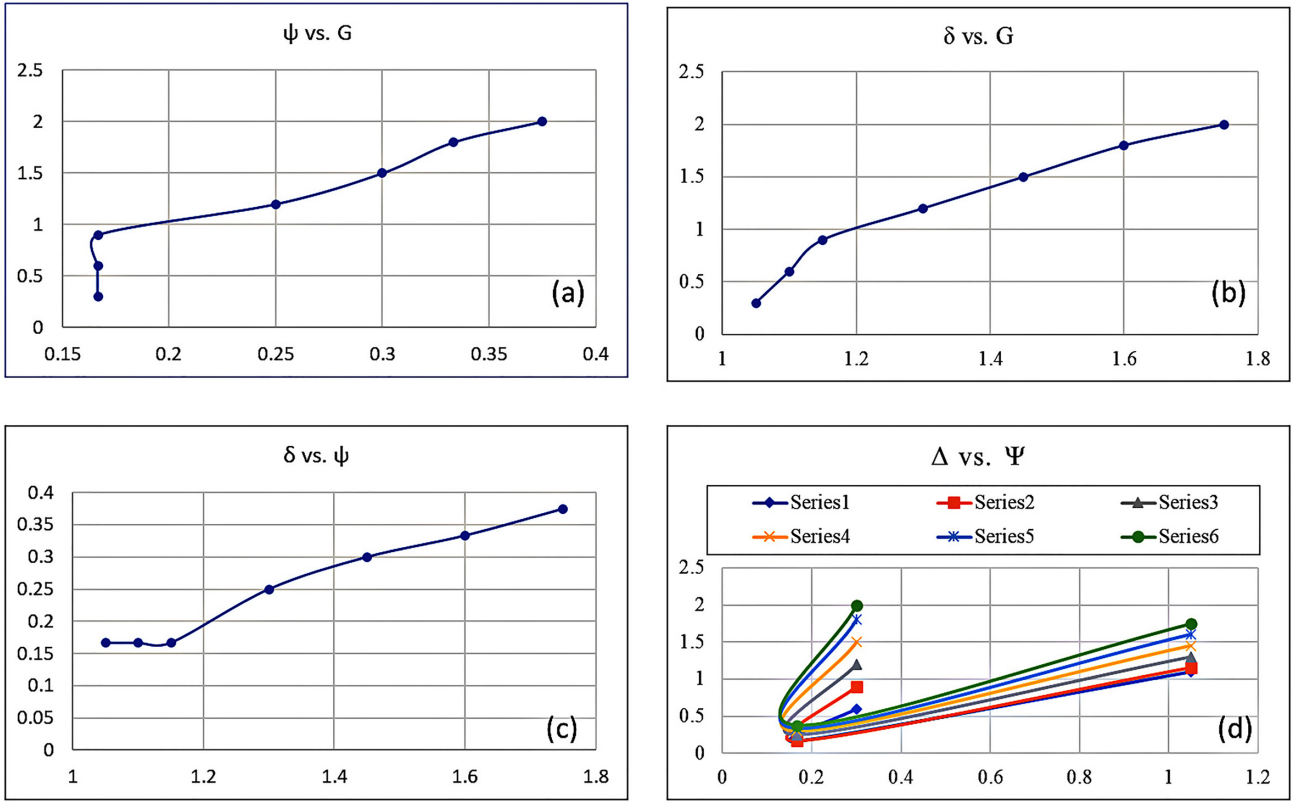 ψ vs. G
2.5
2
1.5
1
0.5
0
0.15 0.2 0.25 0.3 0.35 0.4
(a)
δ vs. G
2.5
2
1.5
1
0.5
0
1 1.2 1.4 1.6 1.8
(b)
δ vs. ψ
0.4
0.35
0.3
0.25
0.2
0.15
0.1
0.05
0
1 1.2 1.4 1.6 1.8
(c)
Δ vs. Ψ
Series1 Series2 Series3
Series4 Series5 Series6
2.5
2
1.5
1
0.5
0
0 0.2 0.4 0.6 0.8 1 1.2
(d)